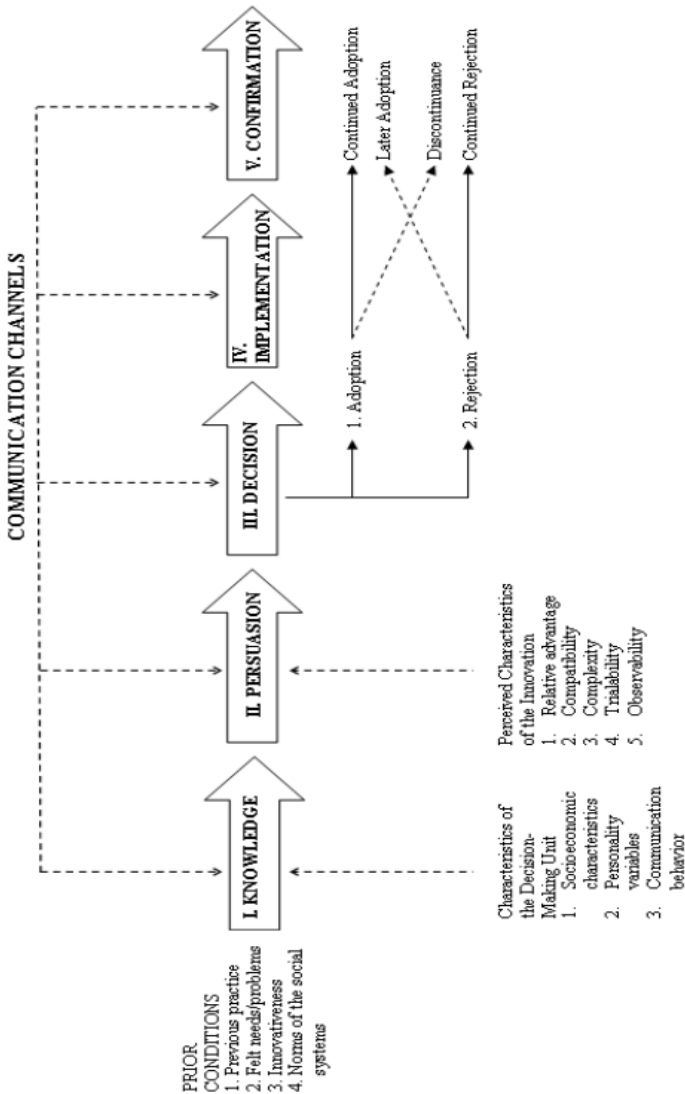 COMMUNICATION CHANNELS
PRIOR
CONDITIONS
1. Previous practice
2. Felt needs/problems
3. Innovativeness
4. Norms of the social
systems
I. KNOWLEDGE
II. PERSUASION
III. DECISION
IV.
IMPLEMENTATION
V. CONFIRMATION
1. Adoption
2. Rejection
Continued Adoption
Later Adoption
Discontinuance
Continued Rejection
Characteristics of
the Decision-
Making Unit
1. Socioeconomic
characteristics
2. Personality
variables
3. Communication
behavior
Perceived Characteristics
of the Innovation
1. Relative advantage
2. Compatibility
3. Complexity
4. Trialability
5. Observability